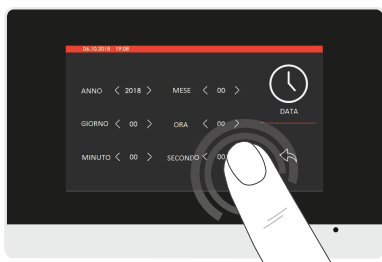 06.10.2018 19:08
ANNO < 2018 > MESE < 00 >
DATA
GIORNO < 00 > ORA < 00 >
MINUTO < 00 > SECONDO < 00